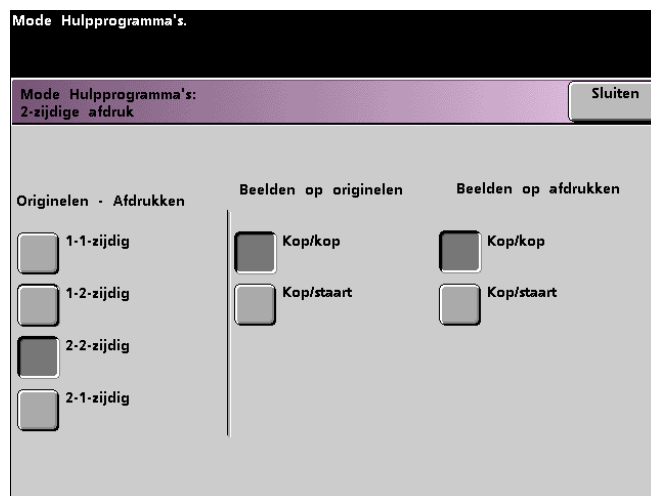 Mode Hulpprogramma's.
Mode Hulpprogramma's:
2-zijdige afdruk
Sluiten
Originelen - Afdrukken
1-1-zijdig
1-2-zijdig
2-2-zijdig
2-1-zijdig
Beelden op originelen
Kop/kop
Kop/staart
Beelden op afdrukken
Kop/kop
Kop/staart